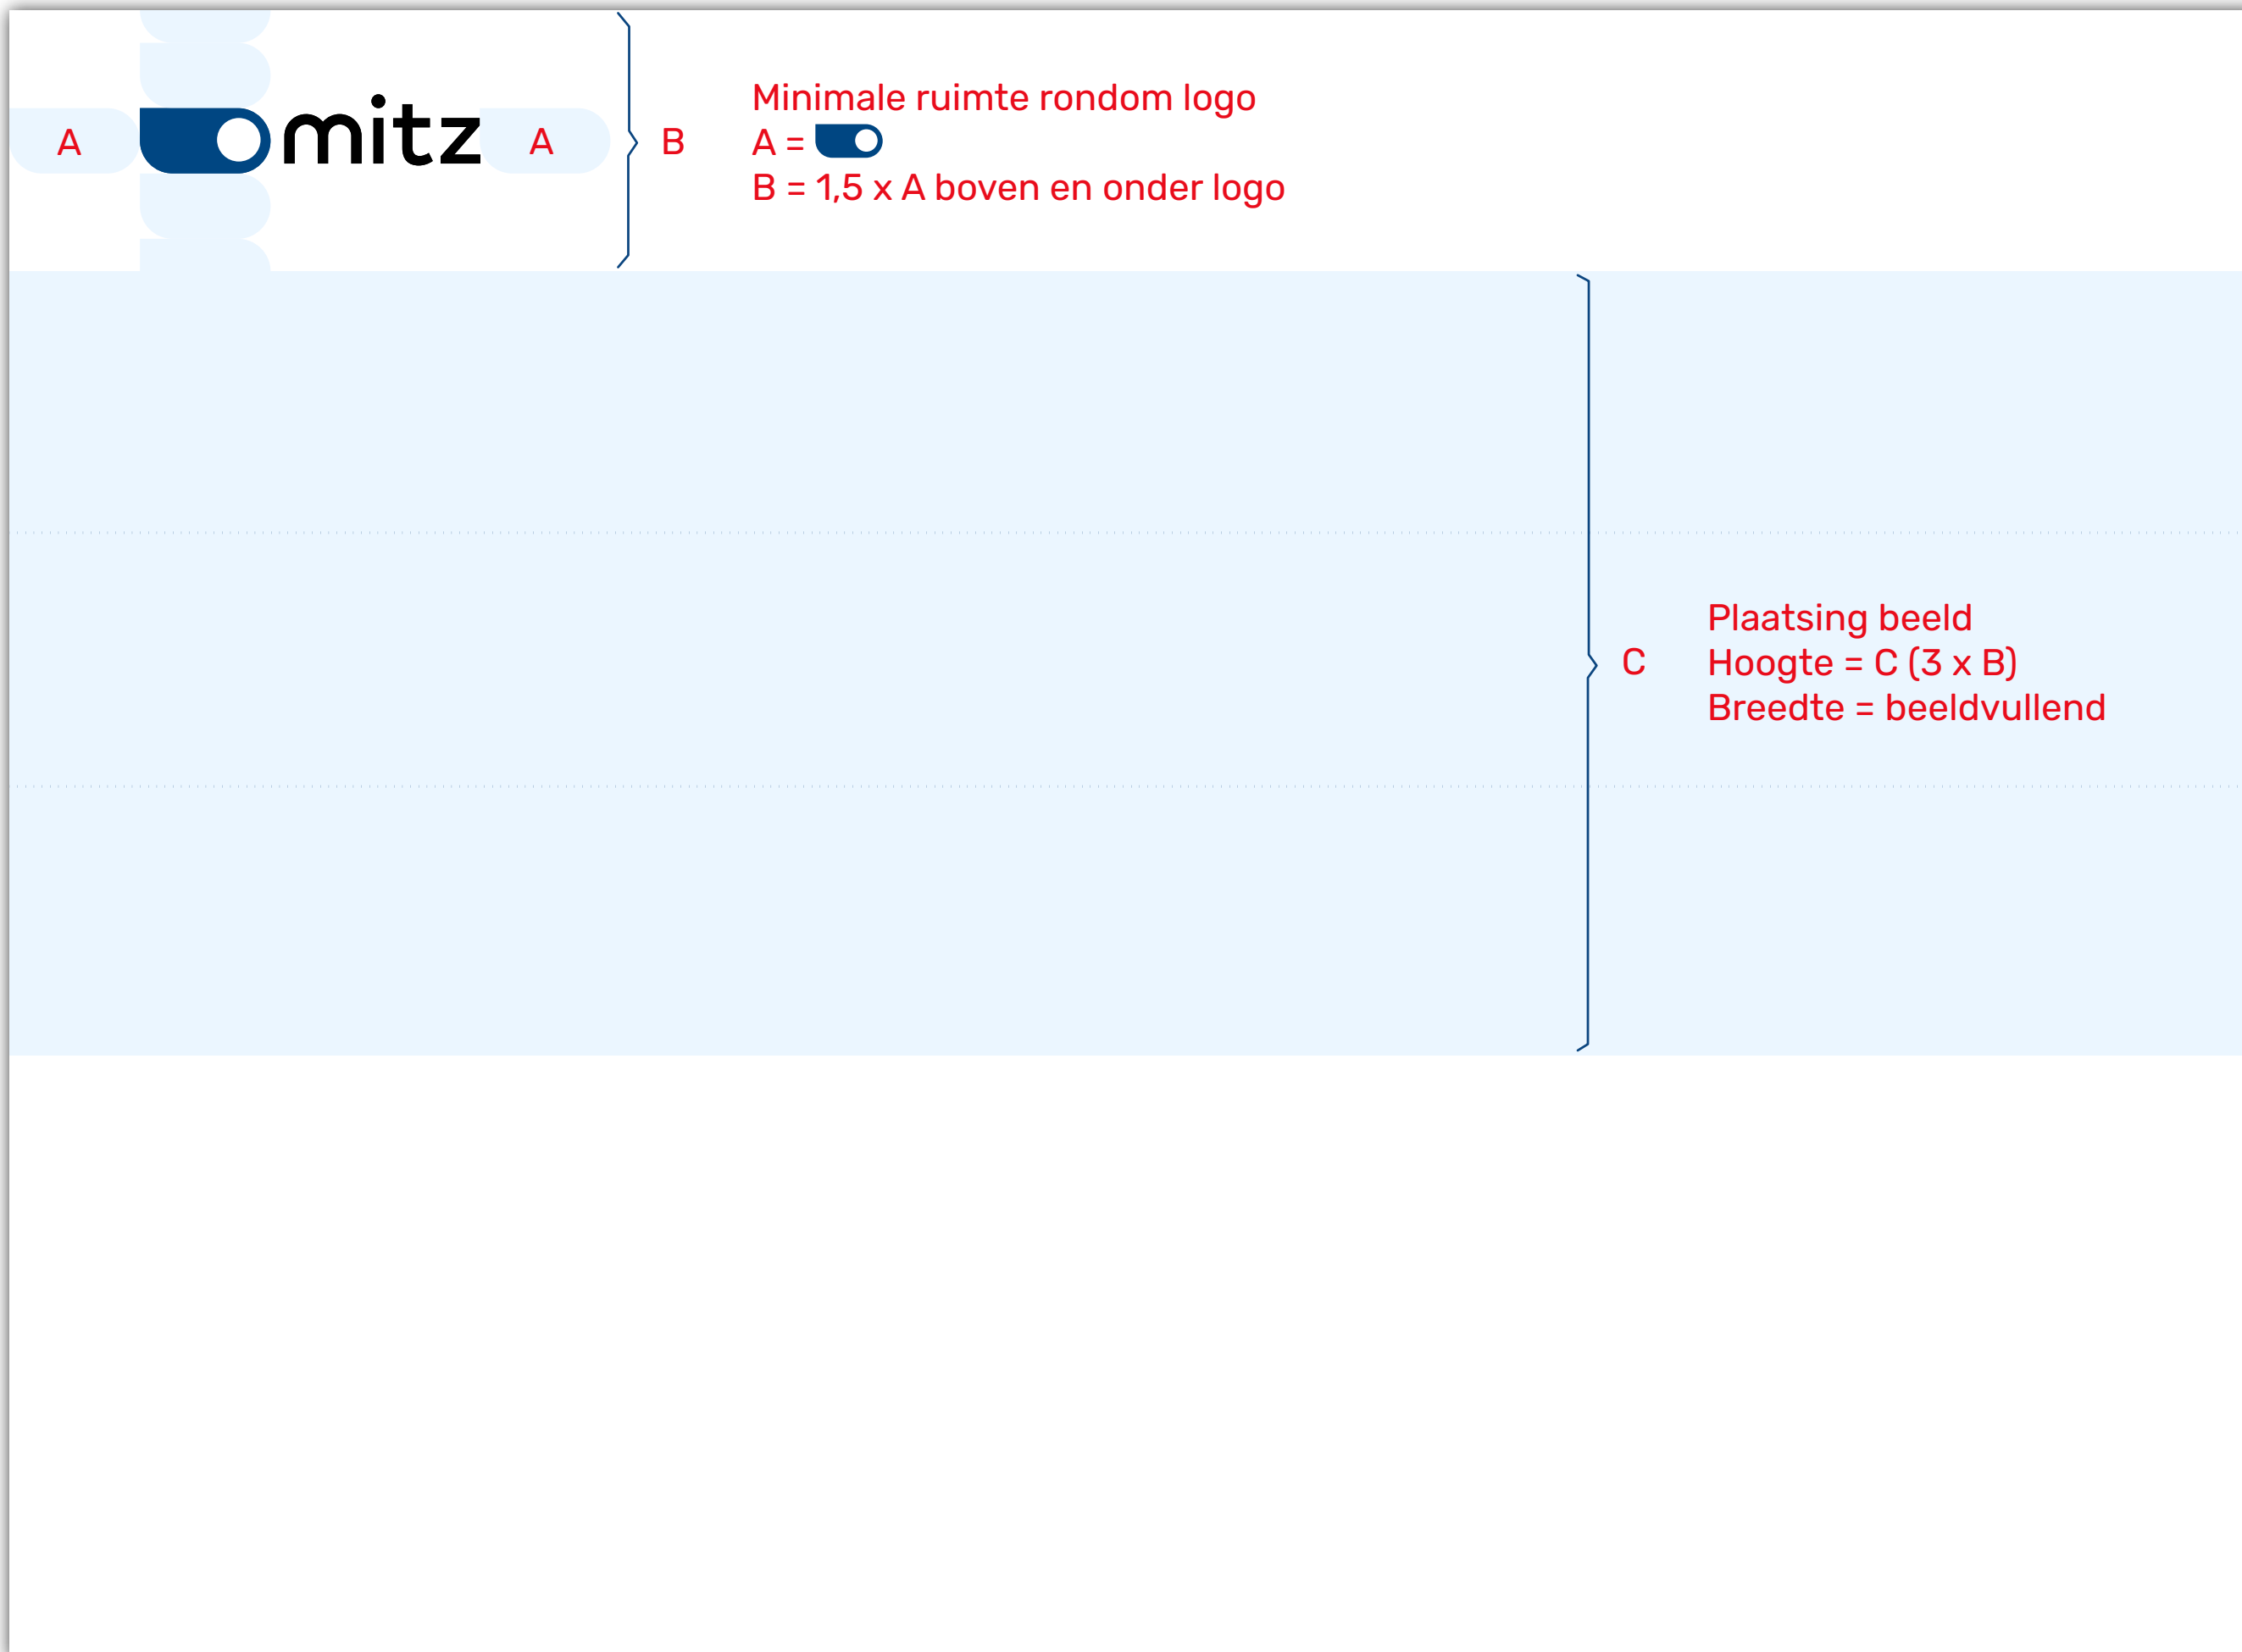 A
mitz
A
B
Minimale ruimte rondom logo
A =
B = 1,5 x A boven en onder logo
C
Plaatsing beeld
Hoogte = C (3 x B)
Breedte = beeldvullend